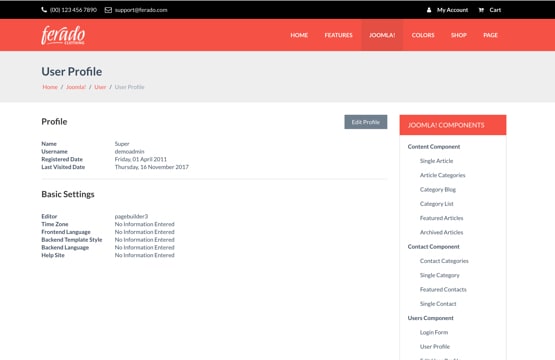 (00) 123 456 7890 support@ferado.com My Account Cart
ferado
CLOTHING
HOME FEATURES JOOMLA! COLORS SHOP PAGE
User Profile
Home / Joomla! / User / User Profile
Profile
Edit Profile
Name Super
Username demoadmin
Registered Date Friday, 01 April 2011
Last Visited Date Thursday, 16 November 2017
Basic Settings
Editor pagebuilder3
Time Zone No Information Entered
Frontend Language No Information Entered
Backend Template Style No Information Entered
Backend Language No Information Entered
Help Site No Information Entered
JOOMLA! COMPONENTS
Content Component
Single Article
Article Categories
Category Blog
Category List
Featured Articles
Archived Articles
Contact Component
Contact Categories
Single Category
Featured Contacts
Single Contact
Users Component
Login Form
User Profile